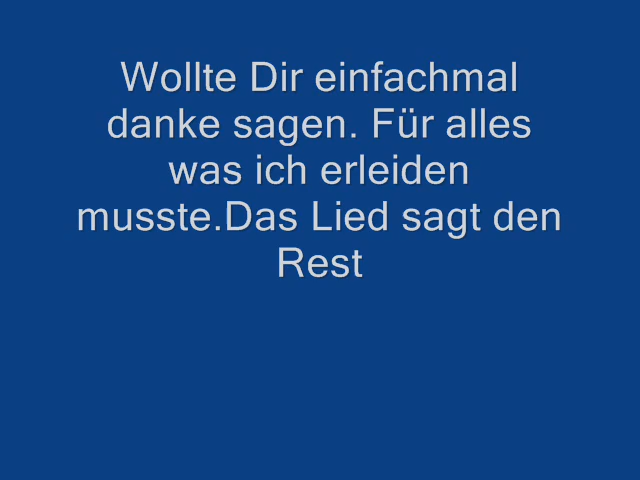 Wollte Dir einfachmal
danke sagen. Für alles
was ich erleiden
musste.Das Lied sagt den
Rest